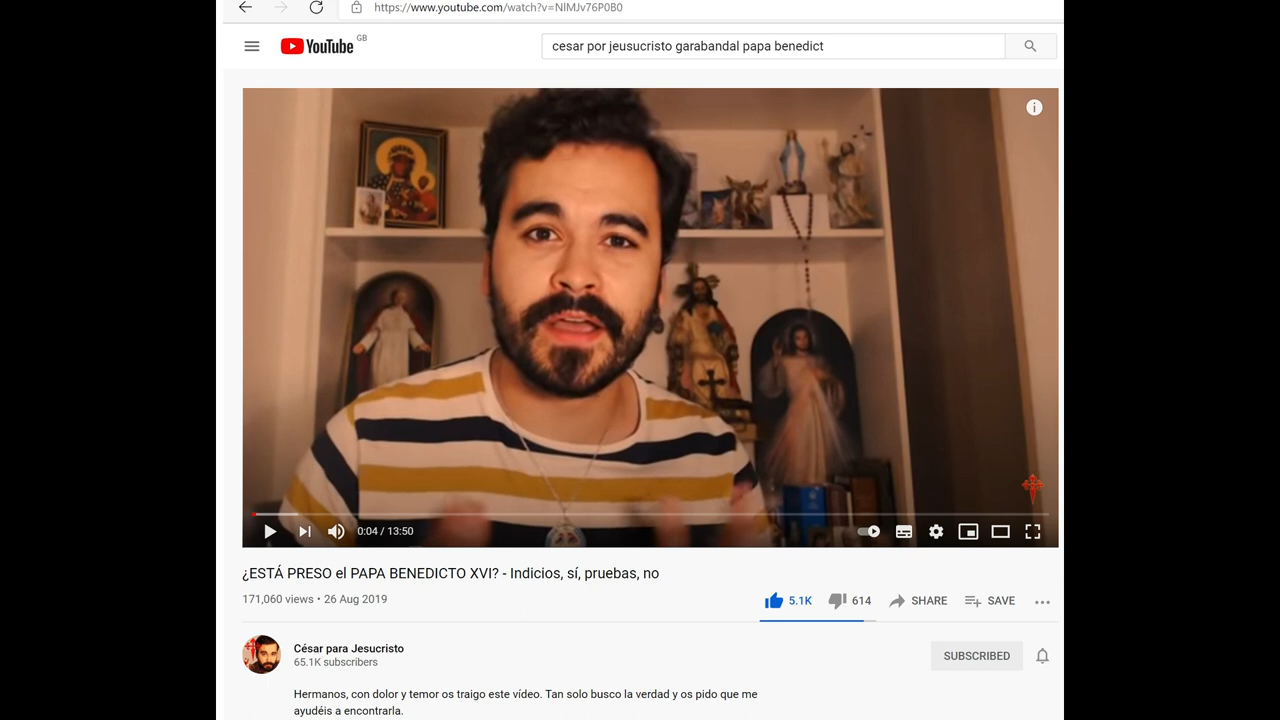 https://www.youtube.com/watch?v=NlMJv76P0B0
YouTube GB
cesar por jeusucristo garabandal papa benedict
0:04 / 13:50
¿ESTÁ PRESO el PAPA BENEDICTO XVI? - Indicios, sí, pruebas, no
171,060 views • 26 Aug 2019
5.1K 614 SHARE SAVE
César para Jesucristo
65.1K subscribers
SUBSCRIBED
Hermanos, con dolor y temor os traigo este vídeo. Tan solo busco la verdad y os pido que me
ayudéis a encontrarla.